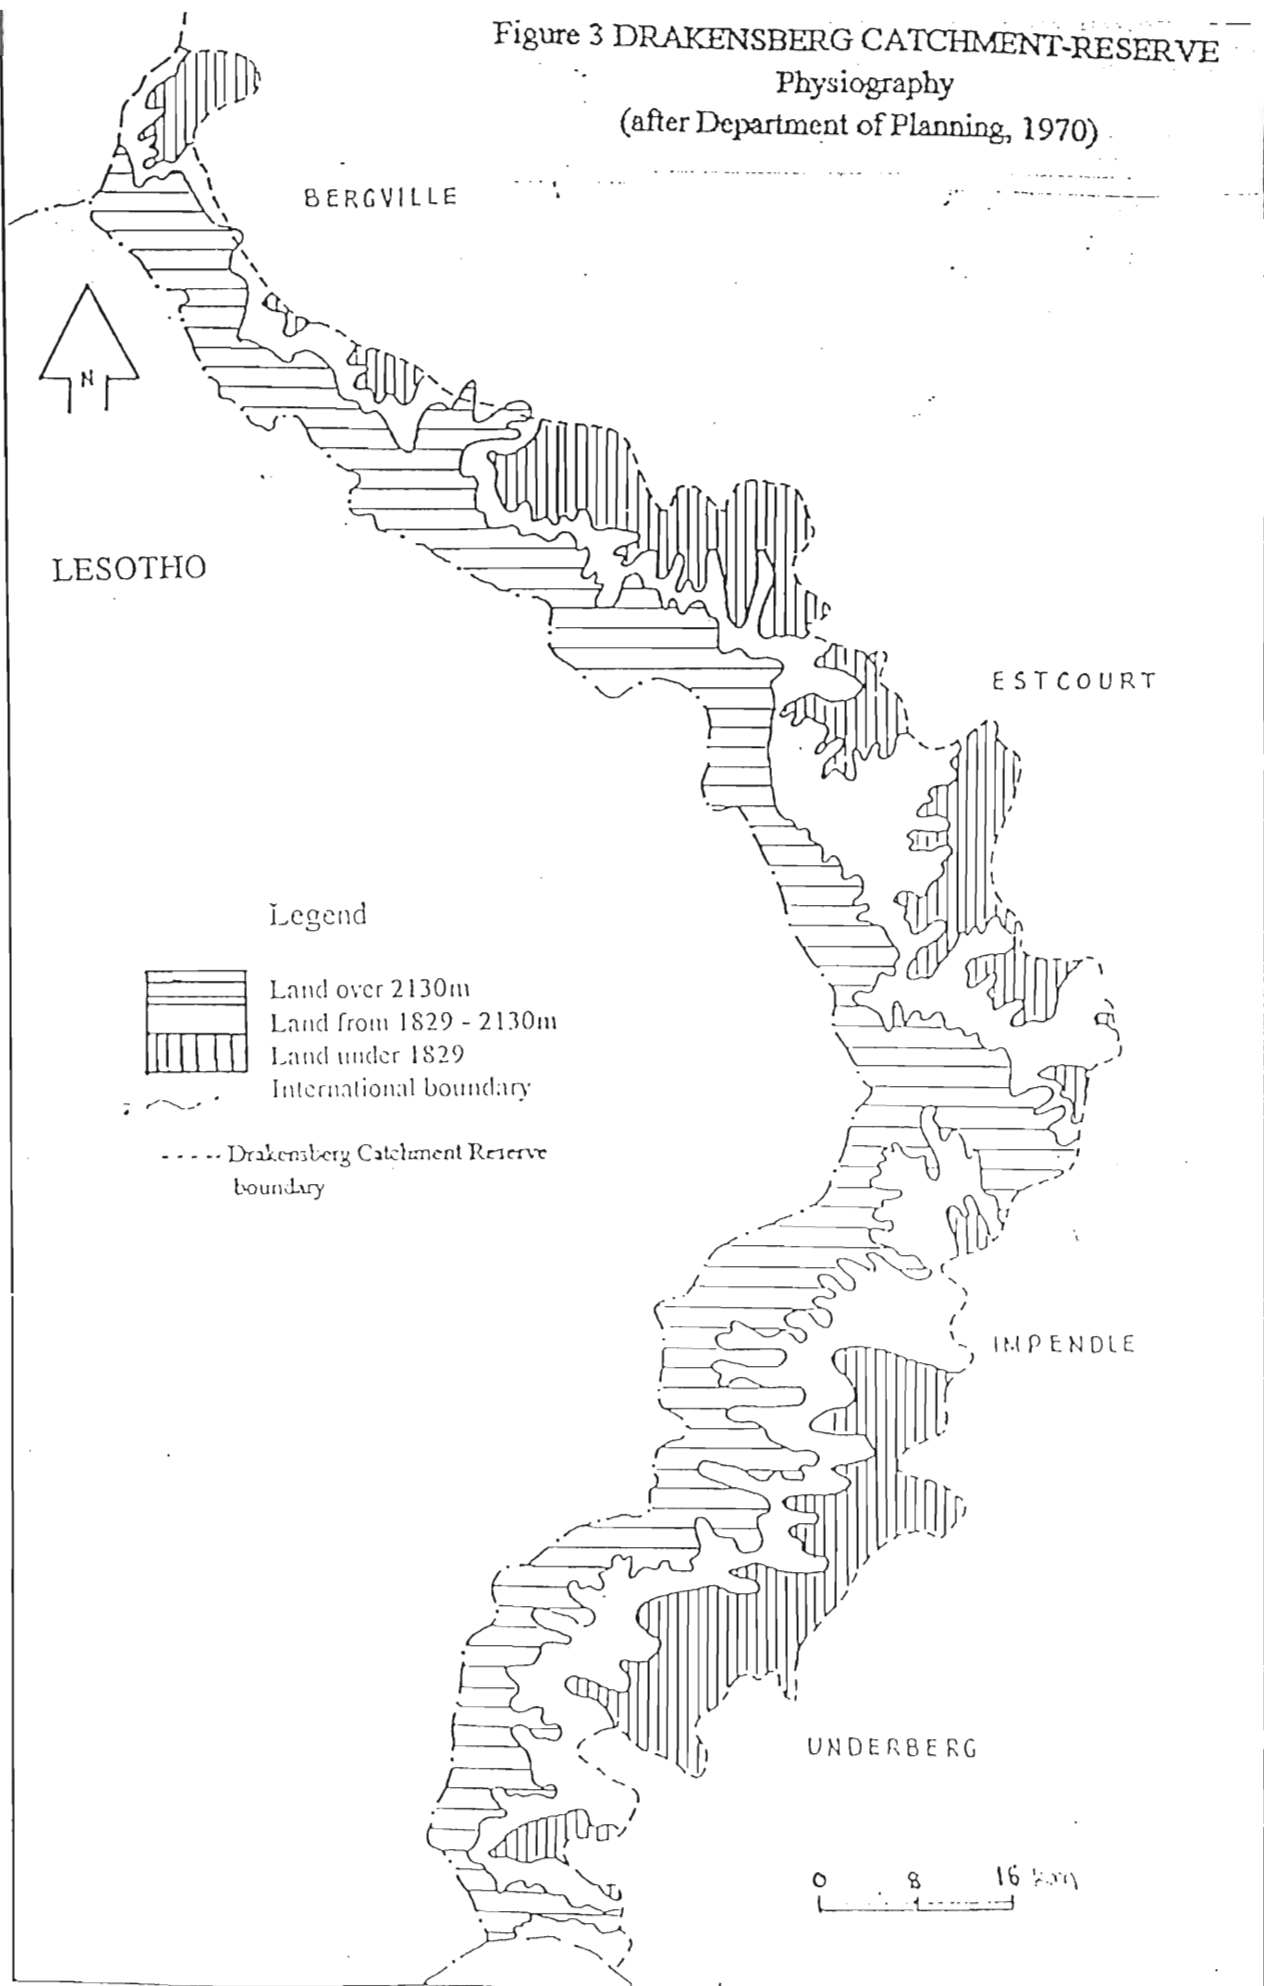 Figure 3 DRAKENSBERG CATCHMENT-RESERVE
Physiography
(after Department of Planning, 1970)
BERGVILLE
N
LESOTHO
ESTCOURT
Legend
Land over 2130m
Land from 1829 - 2130m
Land under 1829
International boundary
Drakensberg Catchment Reserve
boundary
IMPENDLE
UNDERBERG
0 8 16 km